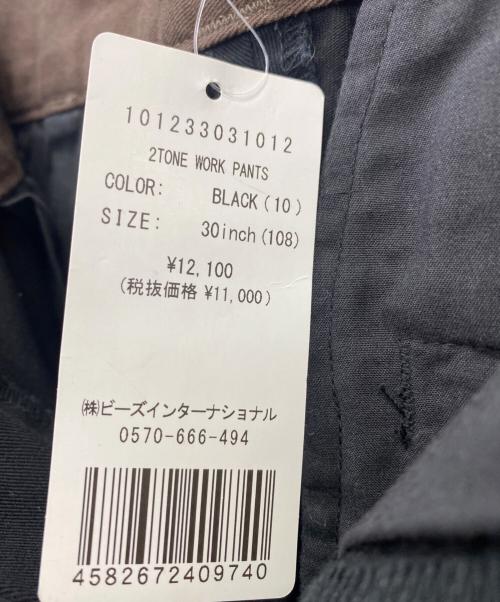 101233031012
2TONE WORK PANTS
COLOR: BLACK(10)
SIZE: 30inch(108)
¥12,100
(税抜価格 ¥11,000)
㈱ビーズインターナショナル
0570-666-494
4582672409740